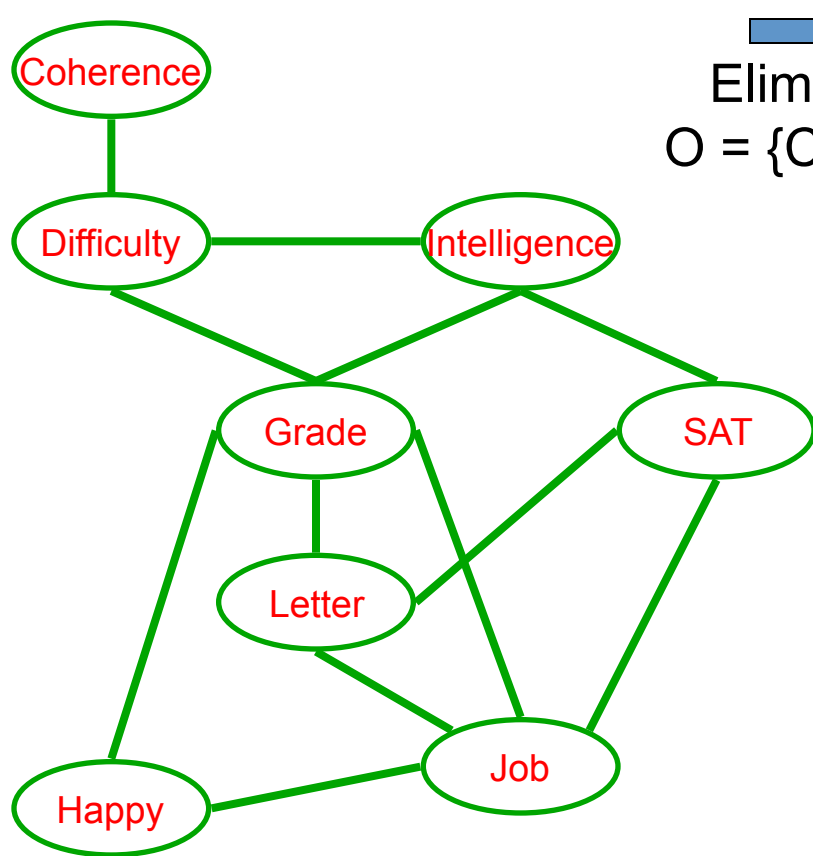 Coherence
Elim
O = {C
Difficulty
Intelligence
Grade
SAT
Letter
Job
Happy